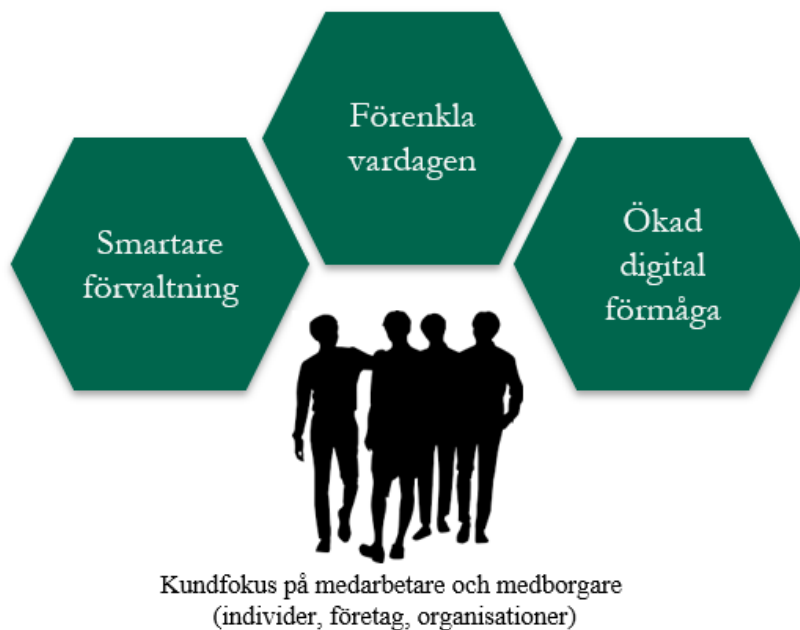 Förenkla
vardagen
Smartare
förvaltning
Ökad
digital
förmåga
Kundfokus på medarbetare och medborgare
(individer, företag, organisationer)